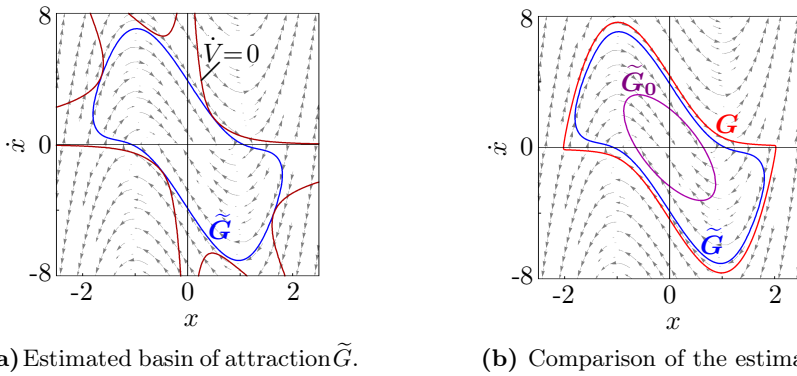 8
V̇=0
ẋ
0
G̃
-8
-2
0
2
x
8
G̃₀
G
ẋ
0
G̃
-8
-2
0
2
x
a) Estimated basin of attraction G̃.
(b) Comparison of the estima